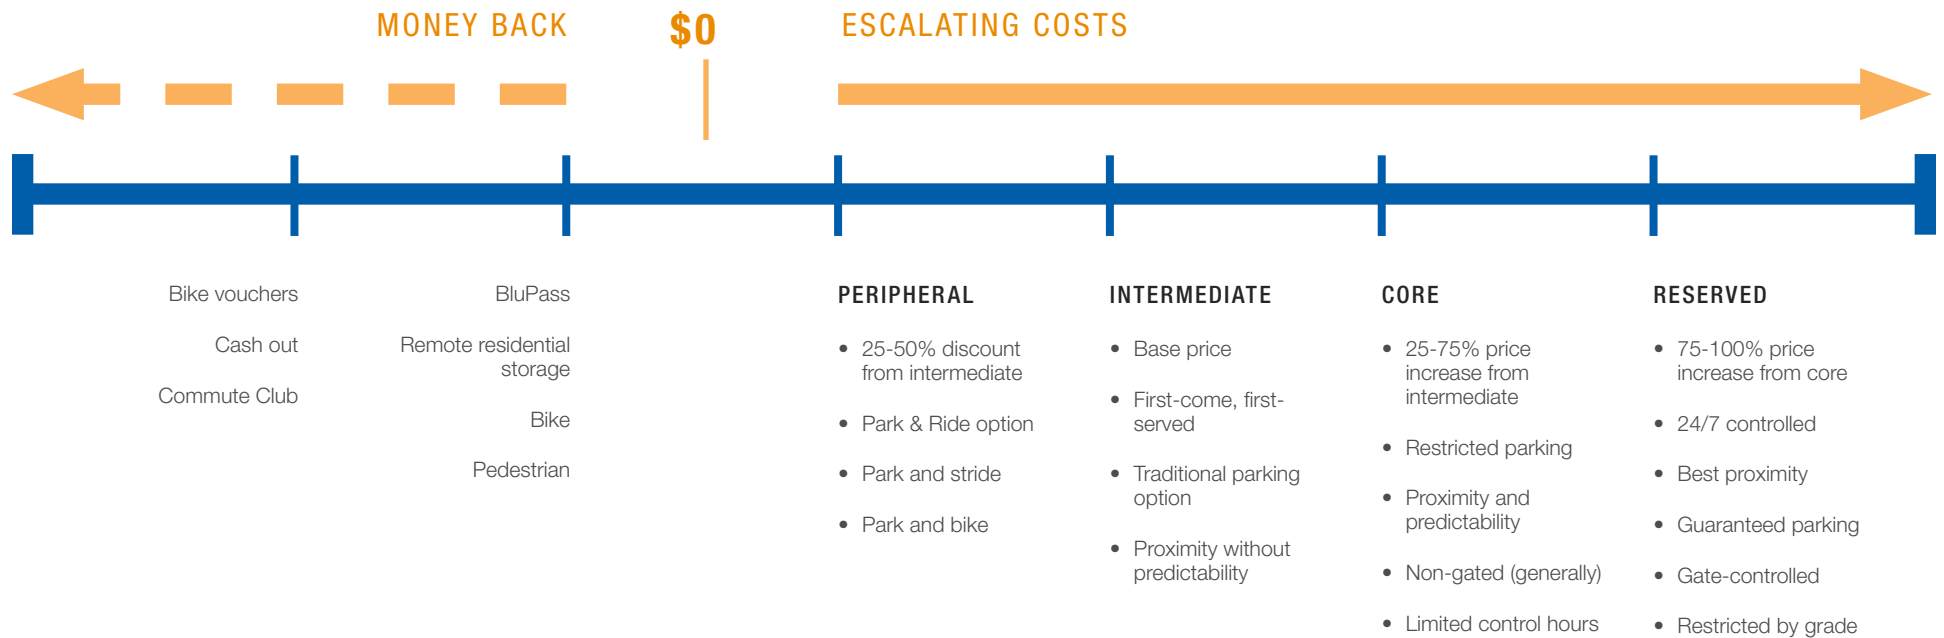 MONEY BACK
$0
ESCALATING COSTS
Bike vouchers
Cash out
Commute Club
BluPass
Remote residential
storage
Bike
Pedestrian
PERIPHERAL
• 25-50% discount
from intermediate
• Park & Ride option
• Park and stride
• Park and bike
INTERMEDIATE
• Base price
• First-come, first-
served
• Traditional parking
option
• Proximity without
predictability
CORE
• 25-75% price
increase from
intermediate
• Restricted parking
• Proximity and
predictability
• Non-gated (generally)
• Limited control hours
RESERVED
• 75-100% price
increase from core
• 24/7 controlled
• Best proximity
• Guaranteed parking
• Gate-controlled
• Restricted by grade